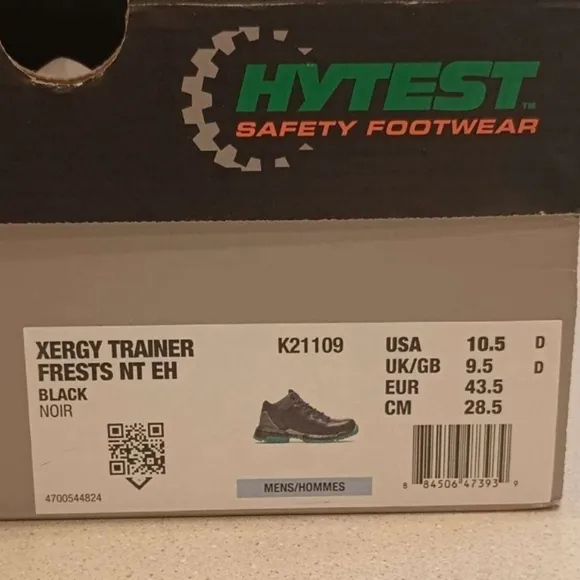 HYTEST™
SAFETY FOOTWEAR
XERGY TRAINER
FRESTS NT EH
BLACK
NOIR
4700544824
K21109
MENS/HOMMES
USA 10.5 D
UK/GB 9.5 D
EUR 43.5
CM 28.5
8 84506 47393 9